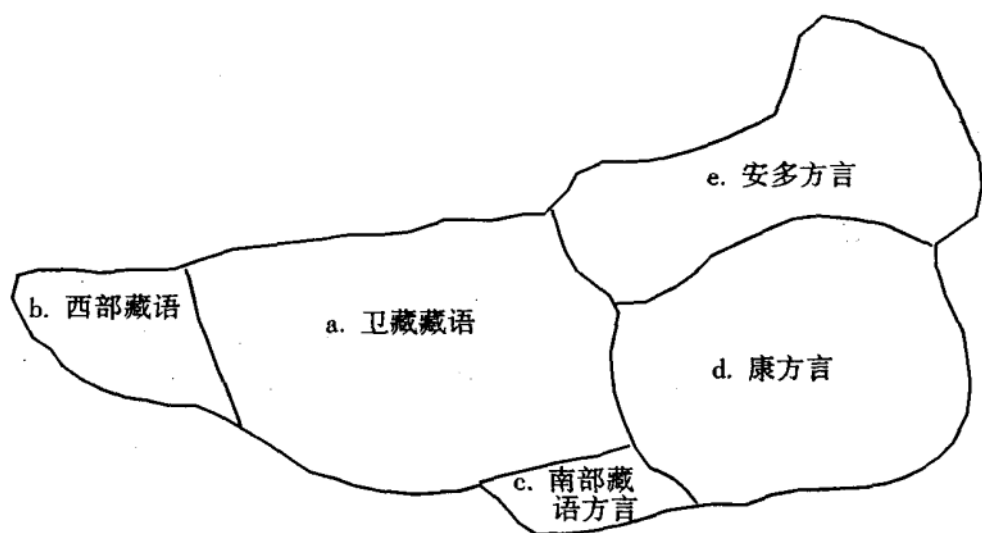 e. 安多方言
b. 西部藏语
a. 卫藏藏语
d. 康方言
c. 南部藏
语方言